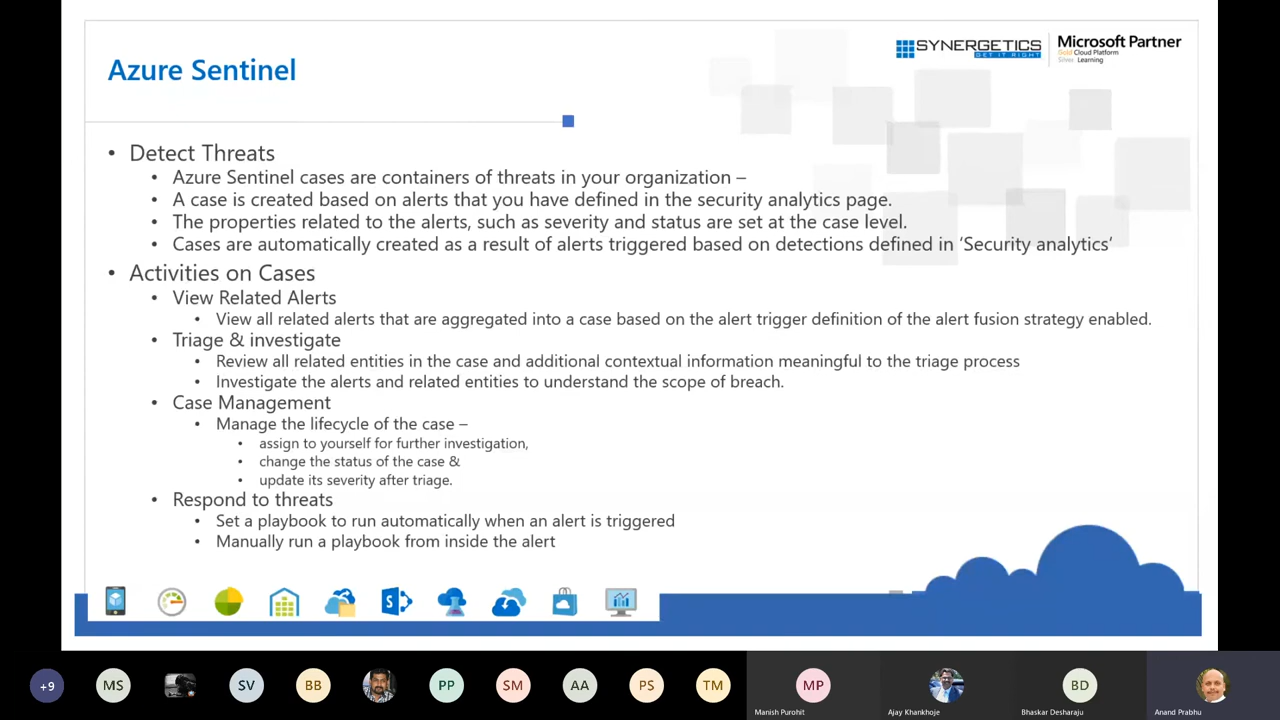 SYNERGETICS
GET IT RIGHT
Microsoft Partner
Gold Cloud Platform
Silver Learning
Azure Sentinel
• Detect Threats
• Azure Sentinel cases are containers of threats in your organization –
• A case is created based on alerts that you have defined in the security analytics page.
• The properties related to the alerts, such as severity and status are set at the case level.
• Cases are automatically created as a result of alerts triggered based on detections defined in ‘Security analytics’
• Activities on Cases
• View Related Alerts
• View all related alerts that are aggregated into a case based on the alert trigger definition of the alert fusion strategy enabled.
• Triage & investigate
• Review all related entities in the case and additional contextual information meaningful to the triage process
• Investigate the alerts and related entities to understand the scope of breach.
• Case Management
• Manage the lifecycle of the case –
• assign to yourself for further investigation,
• change the status of the case &
• update its severity after triage.
• Respond to threats
• Set a playbook to run automatically when an alert is triggered
• Manually run a playbook from inside the alert
S
+9
MS
SV
BB
PP
SM
AA
PS
TM
MP
BD
Manish Purohit
Ajay Khankhoje
Bhaskar Desharaju
Anand Prabhu